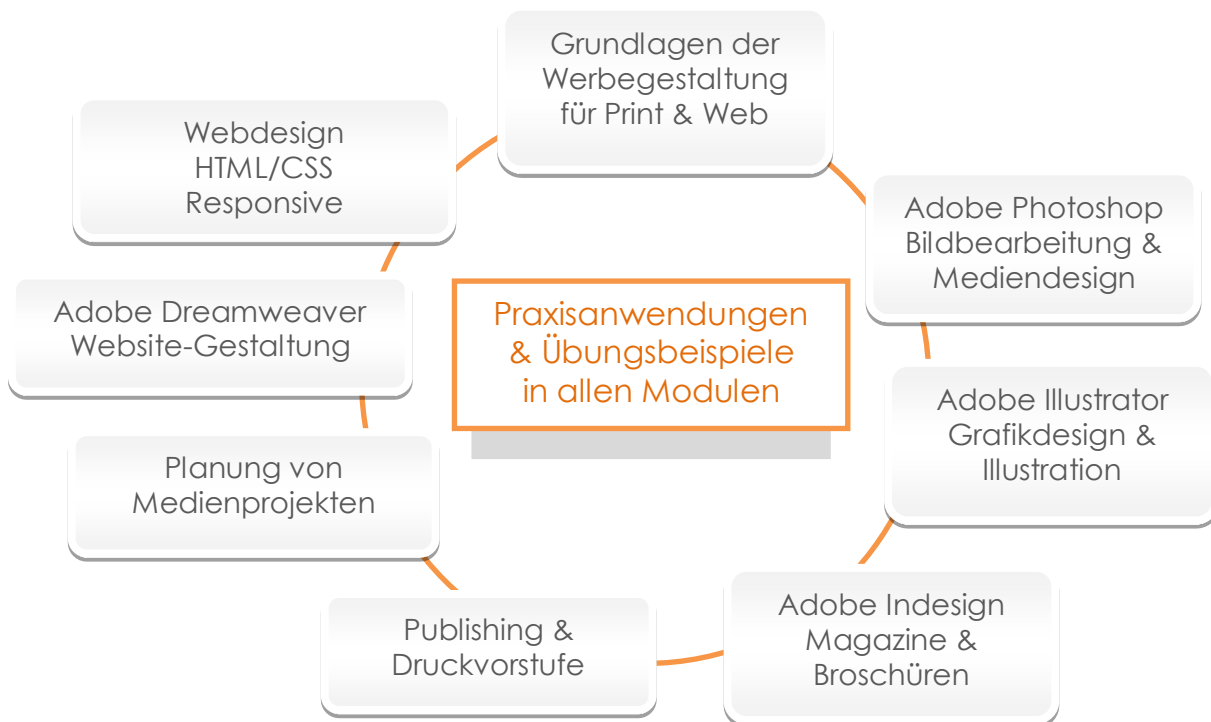 Grundlagen der
Werbegestaltung
für Print & Web
Adobe Photoshop
Bildbearbeitung &
Mediendesign
Adobe Illustrator
Grafikdesign &
Illustration
Adobe Indesign
Magazine &
Broschüren
Publishing &
Druckvorstufe
Planung von
Medienprojekten
Adobe Dreamweaver
Website-Gestaltung
Webdesign
HTML/CSS
Responsive
Praxisanwendungen
& Übungsbeispiele
in allen Modulen